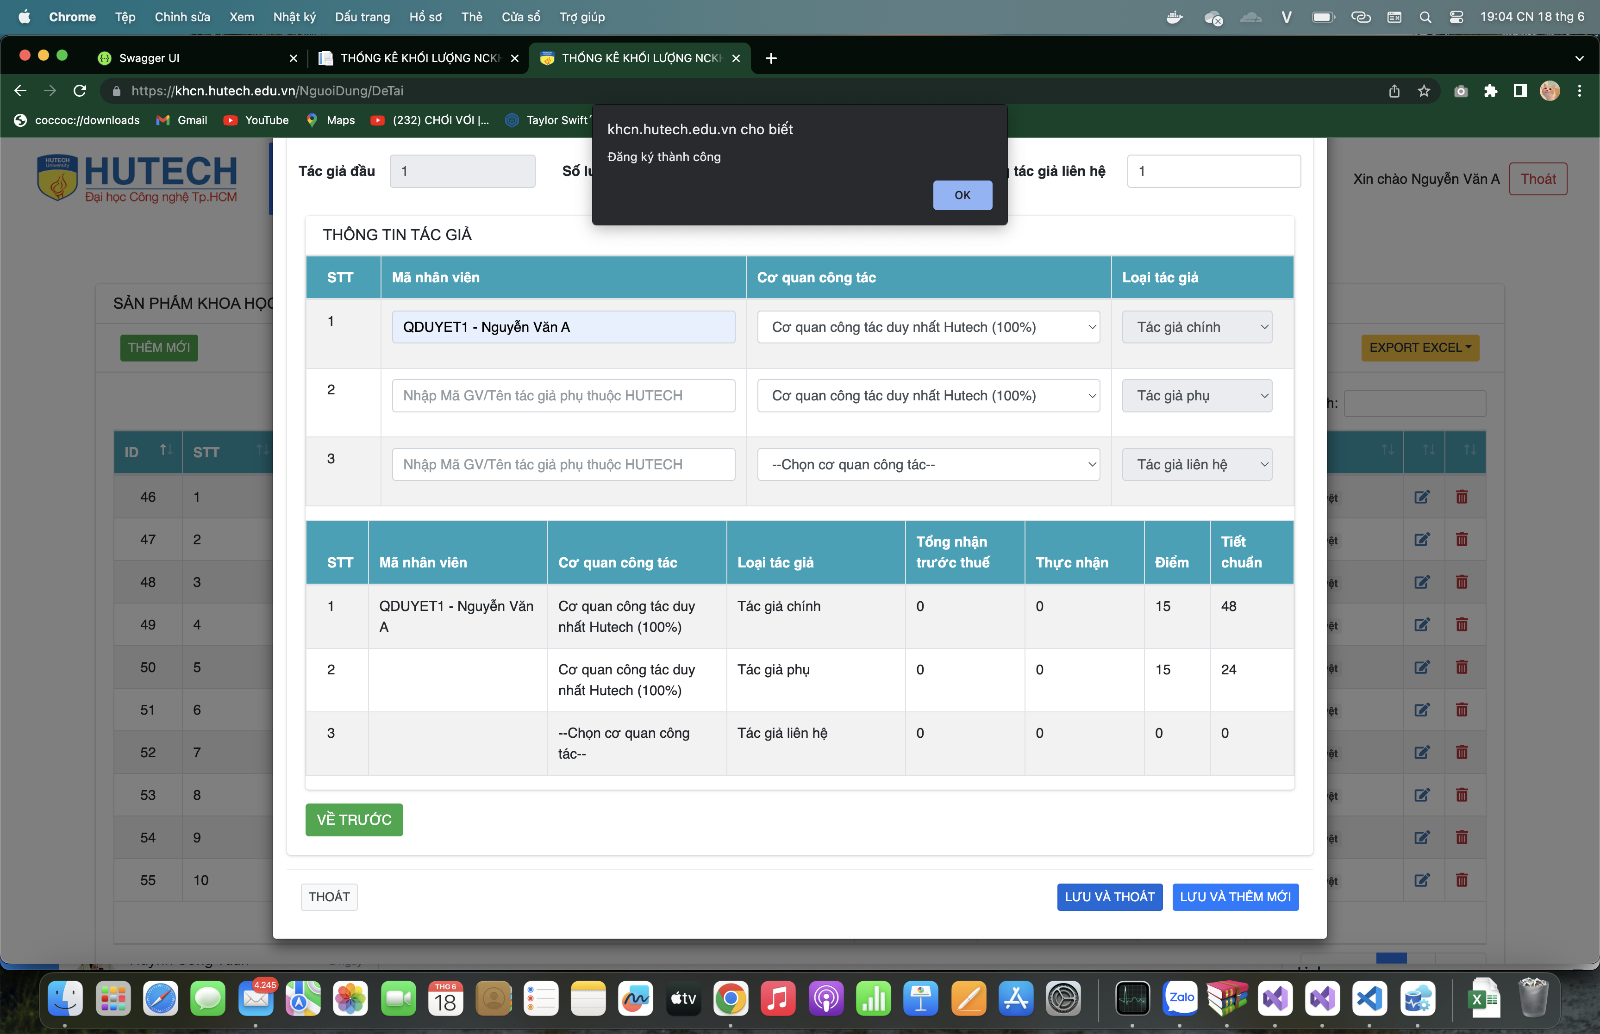 Chrome Tệp Chỉnh sửa Xem Nhật ký Dấu trang Hồ sơ Thẻ Cửa sổ Trợ giúp 19:04 CN 18 thg 6
Swagger UI THỐNG KÊ KHỐI LƯỢNG NCKH THỐNG KÊ KHỐI LƯỢNG NCKH
https://khcn.hutech.edu.vn/NguoiDung/DeTai
coccoc://downloads Gmail YouTube Maps (232) CHƠI VƠI |... Taylor Swift
khcn.hutech.edu.vn cho biết
Đăng ký thành công
OK
HUTECH
University
HUTECH
Đại học Công nghệ Tp.HCM
Xin chào Nguyễn Văn A Thoát
Tác giả đầu 1 Số tác giả liên hệ 1
THÔNG TIN TÁC GIẢ
STT Mã nhân viên Cơ quan công tác Loại tác giả
1 QDUYET1 - Nguyễn Văn A Cơ quan công tác duy nhất Hutech (100%) Tác giả chính
2 Nhập Mã GV/Tên tác giả phụ thuộc HUTECH Cơ quan công tác duy nhất Hutech (100%) Tác giả phụ
3 Nhập Mã GV/Tên tác giả phụ thuộc HUTECH --Chọn cơ quan công tác-- Tác giả liên hệ
STT Mã nhân viên Cơ quan công tác Loại tác giả Tổng nhận trước thuế Thực nhận Điểm Tiết chuẩn
1 QDUYET1 - Nguyễn Văn A Cơ quan công tác duy nhất Hutech (100%) Tác giả chính 0 0 15 48
2 Cơ quan công tác duy nhất Hutech (100%) Tác giả phụ 0 0 15 24
3 --Chọn cơ quan công tác-- Tác giả liên hệ 0 0 0 0
VỀ TRƯỚC
THOÁT LƯU VÀ THOÁT LƯU VÀ THÊM MỚI
SẢN PHẨM KHOA HỌC
THÊM MỚI EXPORT EXCEL
ID STT
46 1
47 2
48 3
49 4
50 5
51 6
52 7
53 8
54 9
55 10
4.245
THG 6
18
tv
Zalo